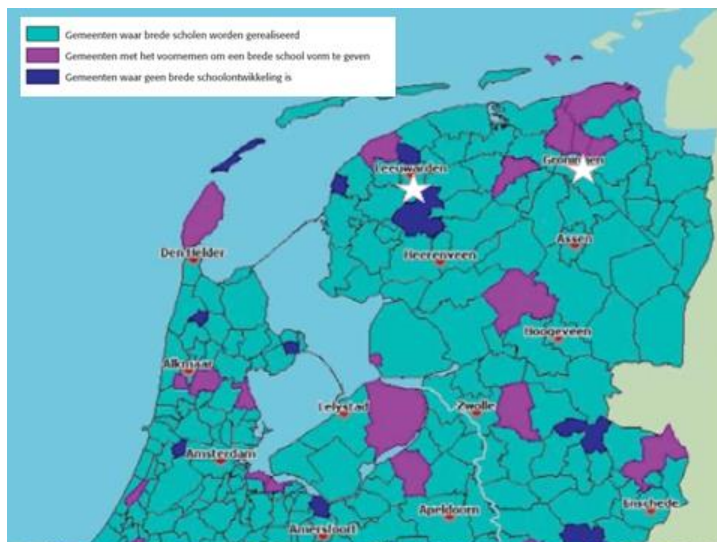 Gemeenten waar brede scholen worden gerealiseerd
Gemeenten met het voornemen om een brede school vorm te geven
Gemeenten waar geen brede schoolontwikkeling is
Leeuwarden
Groningen
Den Helder
Assen
Heerenveen
Hoogeveen
Alkmaar
Lelystad
Zwolle
Amsterdam
Enschede
Apeldoorn
Amersfoort